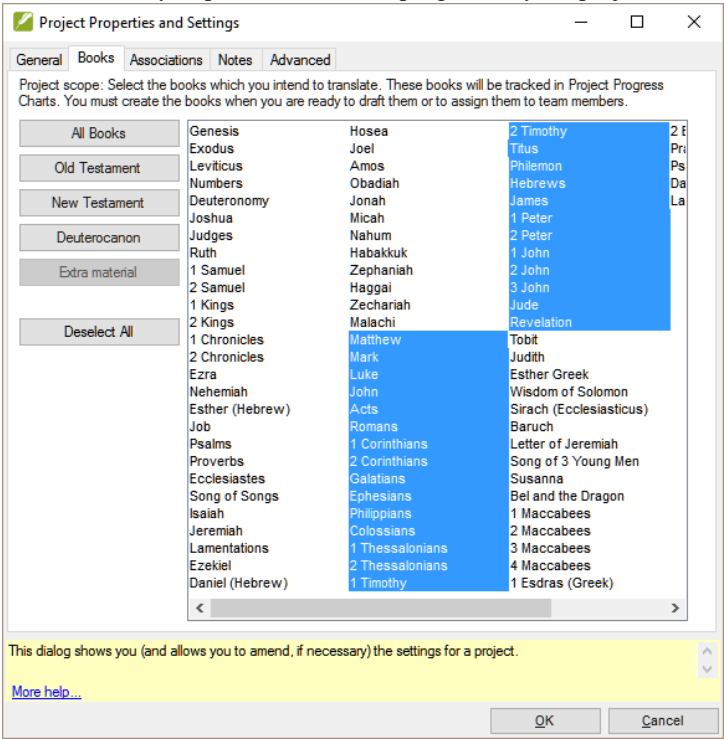 Project Properties and Settings
General Books Associations Notes Advanced
Project scope: Select the books which you intend to translate. These books will be tracked in Project Progress
Charts. You must create the books when you are ready to draft them or to assign them to team members.
All Books
Old Testament
New Testament
Deuterocanon
Extra material
Deselect All
Genesis
Exodus
Leviticus
Numbers
Deuteronomy
Joshua
Judges
Ruth
1 Samuel
2 Samuel
1 Kings
2 Kings
1 Chronicles
2 Chronicles
Ezra
Nehemiah
Esther (Hebrew)
Job
Psalms
Proverbs
Ecclesiastes
Song of Songs
Isaiah
Jeremiah
Lamentations
Ezekiel
Daniel (Hebrew)
Hosea
Joel
Amos
Obadiah
Jonah
Micah
Nahum
Habakkuk
Zephaniah
Haggai
Zechariah
Malachi
Matthew
Mark
Luke
John
Acts
Romans
1 Corinthians
2 Corinthians
Galatians
Ephesians
Philippians
Colossians
1 Thessalonians
2 Thessalonians
1 Timothy
2 Timothy
Titus
Philemon
Hebrews
James
1 Peter
2 Peter
1 John
2 John
3 John
Jude
Revelation
Tobit
Judith
Esther Greek
Wisdom of Solomon
Sirach (Ecclesiasticus)
Baruch
Letter of Jeremiah
Song of 3 Young Men
Susanna
Bel and the Dragon
1 Maccabees
2 Maccabees
3 Maccabees
4 Maccabees
1 Esdras (Greek)
2
Ps
Da
La
This dialog shows you (and allows you to amend, if necessary) the settings for a project.
More help...
OK Cancel